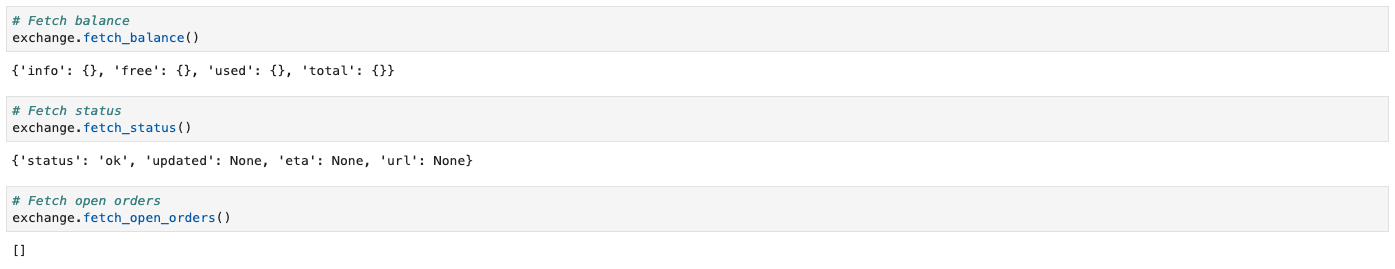 # Fetch balance
exchange.fetch_balance()
{'info': {}, 'free': {}, 'used': {}, 'total': {}}
# Fetch status
exchange.fetch_status()
{'status': 'ok', 'updated': None, 'eta': None, 'url': None}
# Fetch open orders
exchange.fetch_open_orders()
[]